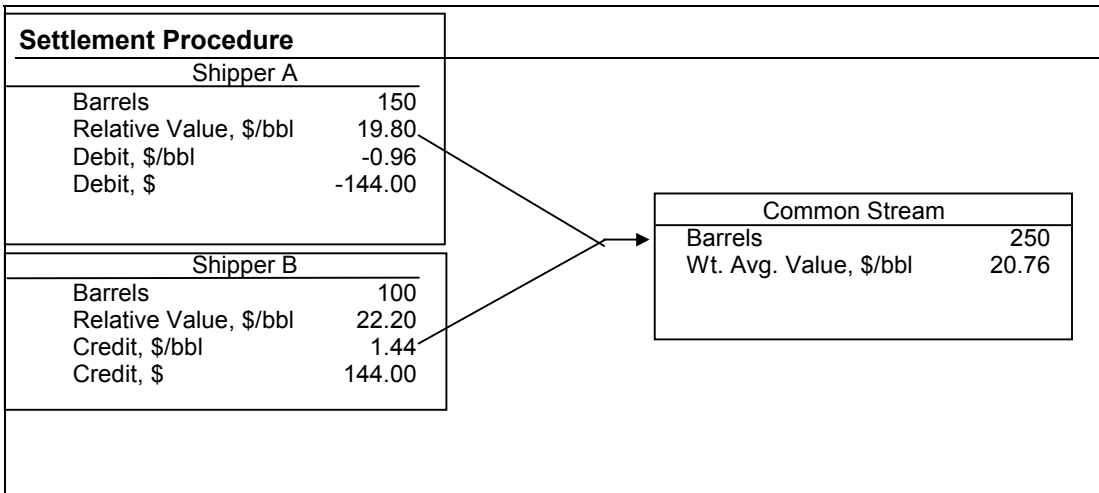 Settlement Procedure
Shipper A
Barrels 150
Relative Value, $/bbl 19.80
Debit, $/bbl -0.96
Debit, $ -144.00
Shipper B
Barrels 100
Relative Value, $/bbl 22.20
Credit, $/bbl 1.44
Credit, $ 144.00
Common Stream
Barrels 250
Wt. Avg. Value, $/bbl 20.76